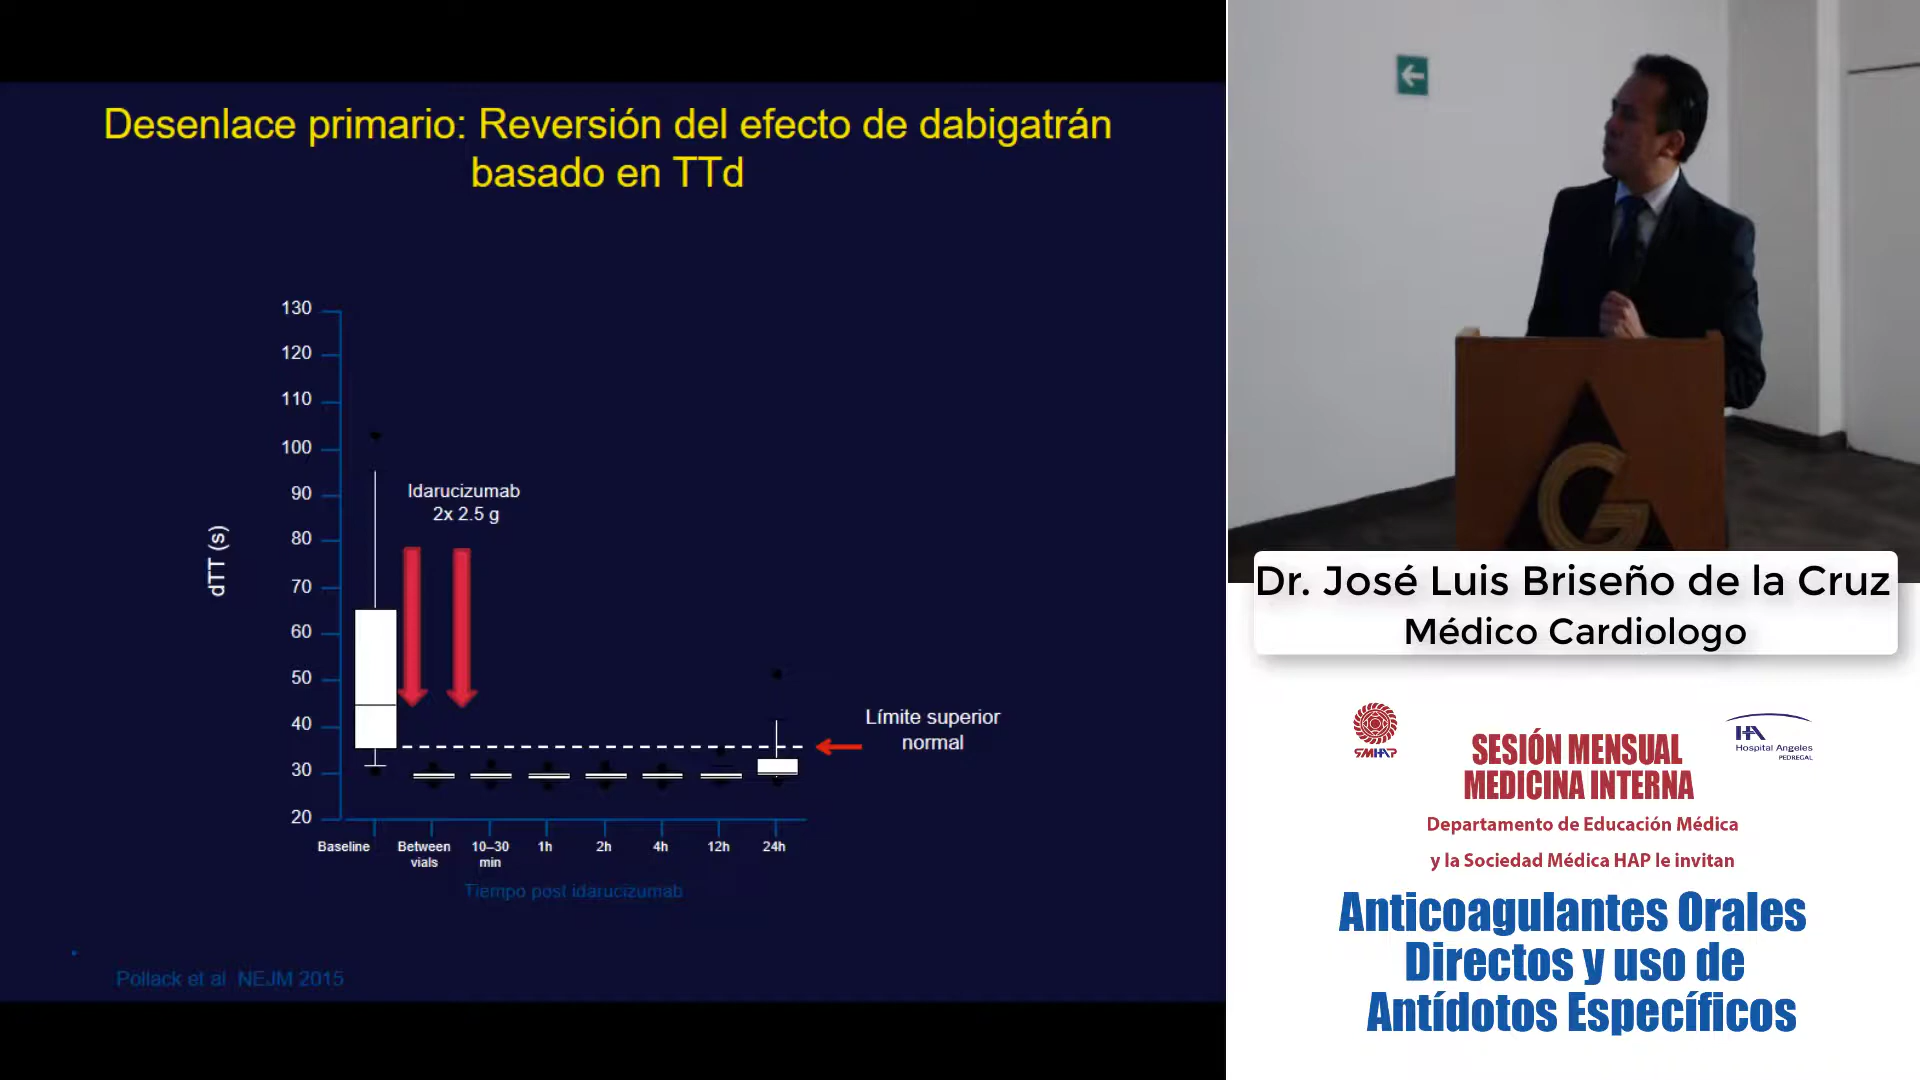 Desenlace primario: Reversión del efecto de dabigatrán
basado en TTd
130
120
110
100
90
80
70
60
50
40
30
20
dTT (s)
Idarucizumab
2x 2.5 g
Límite superior
normal
Baseline
Between
vials
10–30
min
1h
2h
4h
12h
24h
Tiempo post idarucizumab
Pollack et al NEJM 2015
G
Dr. José Luis Briseño de la Cruz
Médico Cardiologo
SMHAP
HA
Hospital Angeles
PEDREGAL
SESIÓN MENSUAL
MEDICINA INTERNA
Departamento de Educación Médica
y la Sociedad Médica HAP le invitan
Anticoagulantes Orales
Directos y uso de
Antídotos Específicos